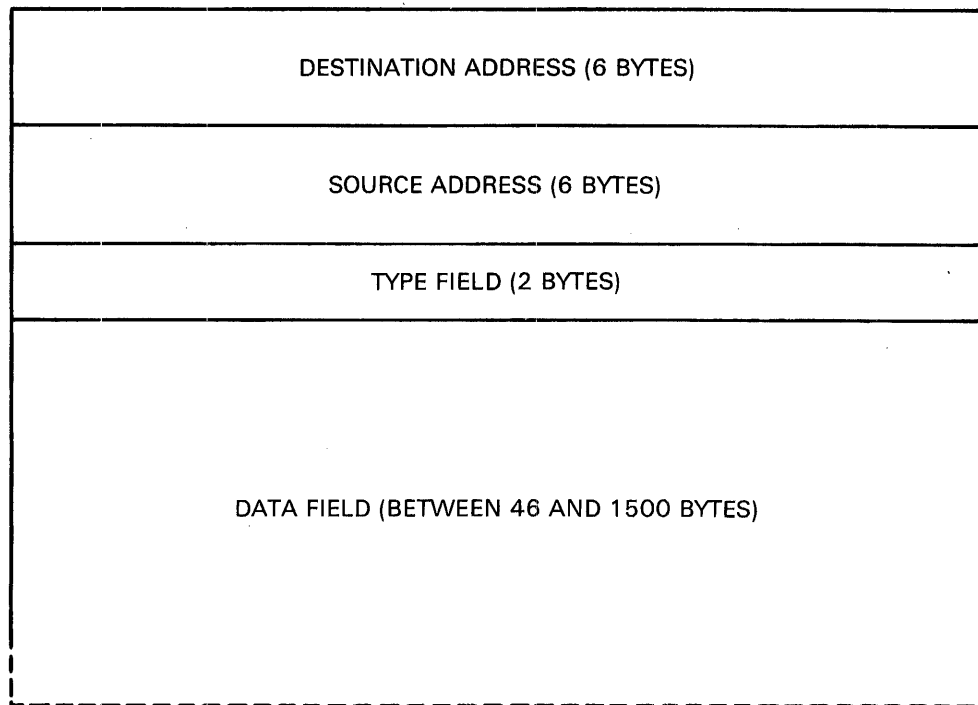 DESTINATION ADDRESS (6 BYTES)
SOURCE ADDRESS (6 BYTES)
TYPE FIELD (2 BYTES)
DATA FIELD (BETWEEN 46 AND 1500 BYTES)